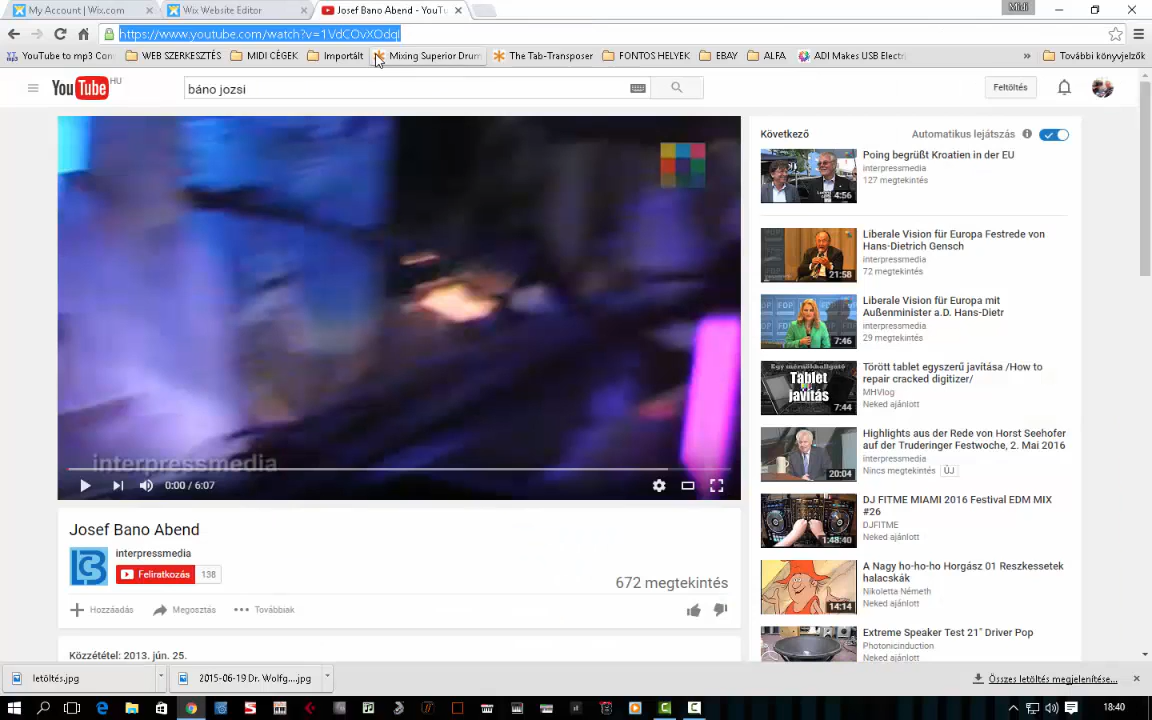 My Account | Wix.com
Wix Website Editor
Josef Bano Abend - YouTu
Midi
https://www.youtube.com/watch?v=1VdCOvXOdqI
YouTube to mp3 Con
WEB SZERKESZTÉS
MIDI CÉGEK
Importált
Mixing Superior Drum
The Tab-Transposer
FONTOS HELYEK
EBAY
ALFA
ADI Makes USB Electri
»
További könyvjelzők
YouTube HU
báno jozsi
Feltöltés
interpressmedia
0:00 / 6:07
Josef Bano Abend
interpressmedia
Feliratkozás 138
672 megtekintés
Hozzáadás
Megosztás
Továbbiak
Közzététel: 2013. jún. 25.
Következő
Automatikus lejátszás
Poing begrüßt Kroatien in der EU
interpressmedia
127 megtekintés
4:56
Liberale Vision für Europa Festrede von
Hans-Dietrich Gensch
interpressmedia
72 megtekintés
21:58
Liberale Vision für Europa mit
Außenminister a.D. Hans-Dietr
interpressmedia
29 megtekintés
7:46
Törött tablet egyszerű javítása /How to
repair cracked digitizer/
MHVlog
Neked ajánlott
Tablet
javítás
7:44
Highlights aus der Rede von Horst Seehofer
auf der Truderinger Festwoche, 2. Mai 2016
interpressmedia
Nincs megtekintés ÚJ
20:04
DJ FITME MIAMI 2016 Festival EDM MIX
#26
DJFITME
Neked ajánlott
1:48:40
A Nagy ho-ho-ho Horgász 01 Reszkessetek
halacskák
Nikoletta Németh
Neked ajánlott
14:14
Extreme Speaker Test 21" Driver Pop
Photonicinduction
Neked ajánlott
letöltés.jpg
2015-06-19 Dr. Wolfg....jpg
Összes letöltés megjelenítése...
18:40